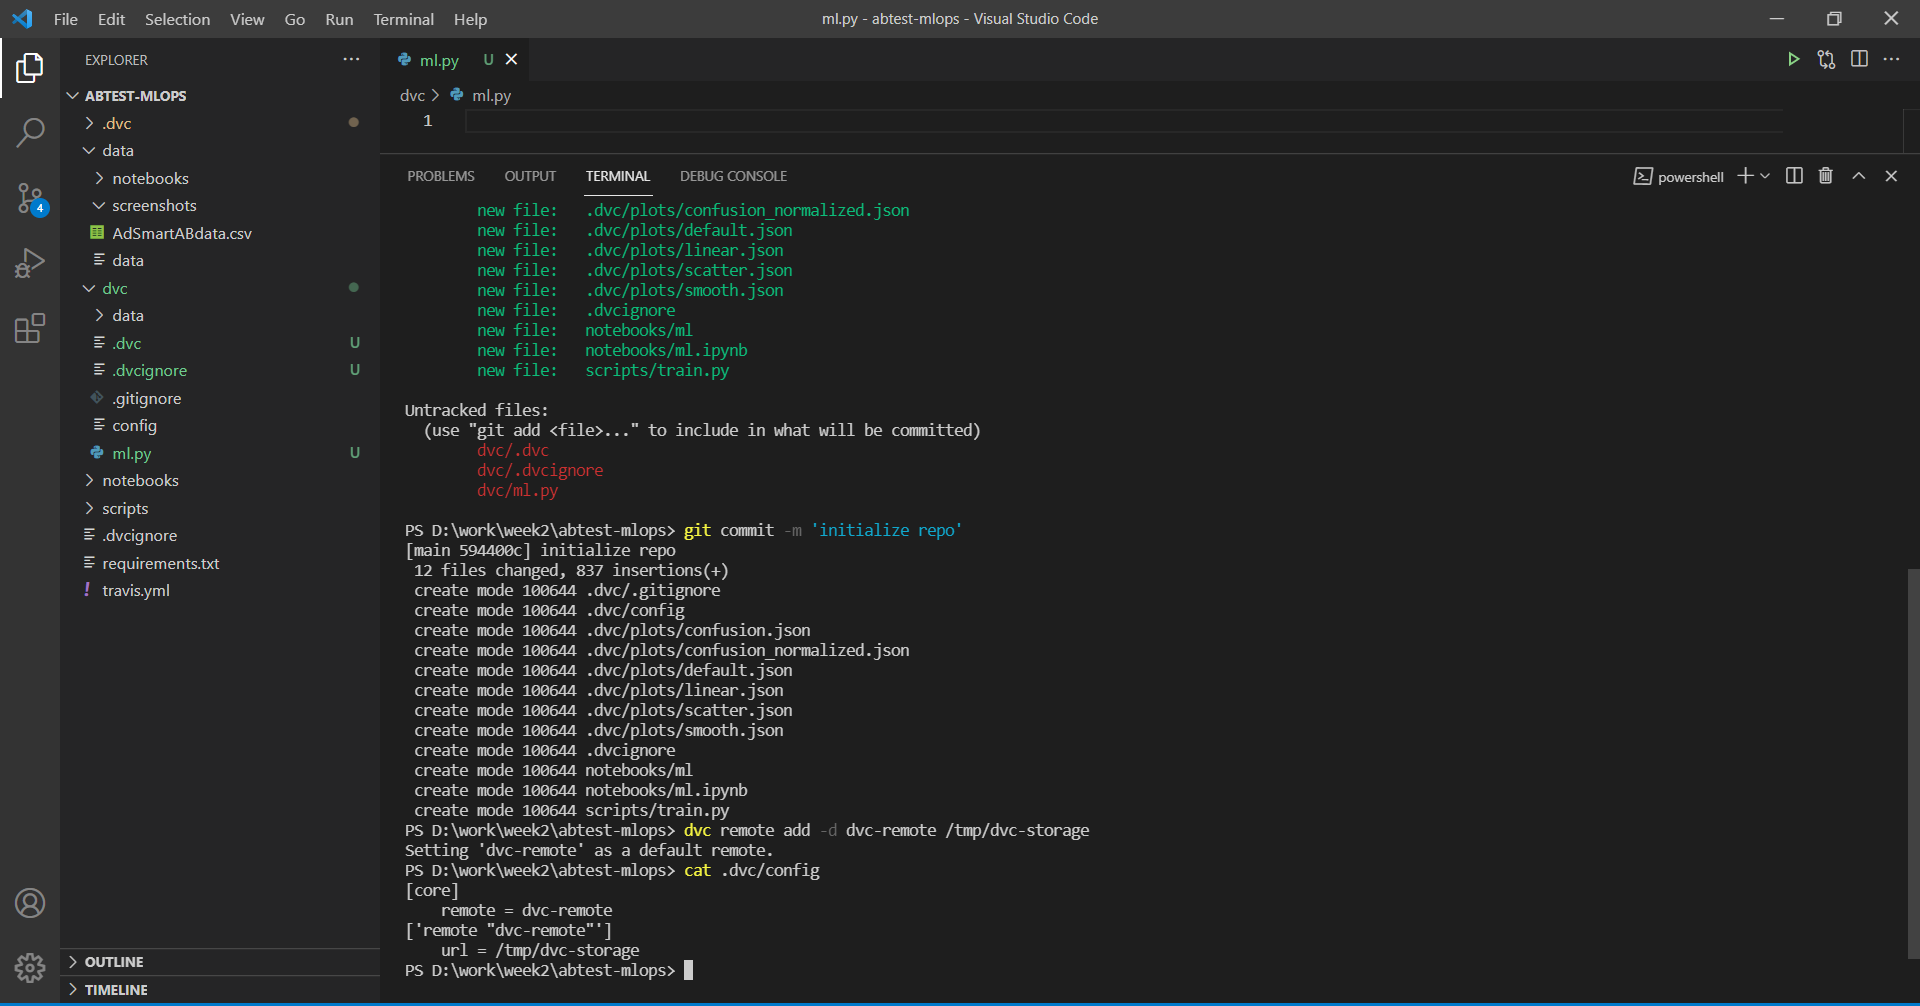 File Edit Selection View Go Run Terminal Help
ml.py - abtest-mlops - Visual Studio Code
EXPLORER
ABTEST-MLOPS
.dvc
data
notebooks
screenshots
AdSmartABdata.csv
data
dvc
data
.dvc U
.dvcignore U
.gitignore
config
ml.py U
notebooks
scripts
.dvcignore
requirements.txt
! travis.yml
OUTLINE
TIMELINE
4
ml.py U
dvc > ml.py
1
PROBLEMS OUTPUT TERMINAL DEBUG CONSOLE
powershell
new file: .dvc/plots/confusion_normalized.json
new file: .dvc/plots/default.json
new file: .dvc/plots/linear.json
new file: .dvc/plots/scatter.json
new file: .dvc/plots/smooth.json
new file: .dvcignore
new file: notebooks/ml
new file: notebooks/ml.ipynb
new file: scripts/train.py
Untracked files:
(use "git add <file>..." to include in what will be committed)
dvc/.dvc
dvc/.dvcignore
dvc/ml.py
PS D:\work\week2\abtest-mlops> git commit -m 'initialize repo'
[main 594400c] initialize repo
12 files changed, 837 insertions(+)
create mode 100644 .dvc/.gitignore
create mode 100644 .dvc/config
create mode 100644 .dvc/plots/confusion.json
create mode 100644 .dvc/plots/confusion_normalized.json
create mode 100644 .dvc/plots/default.json
create mode 100644 .dvc/plots/linear.json
create mode 100644 .dvc/plots/scatter.json
create mode 100644 .dvc/plots/smooth.json
create mode 100644 .dvcignore
create mode 100644 notebooks/ml
create mode 100644 notebooks/ml.ipynb
create mode 100644 scripts/train.py
PS D:\work\week2\abtest-mlops> dvc remote add -d dvc-remote /tmp/dvc-storage
Setting 'dvc-remote' as a default remote.
PS D:\work\week2\abtest-mlops> cat .dvc/config
[core]
remote = dvc-remote
['remote "dvc-remote"']
url = /tmp/dvc-storage
PS D:\work\week2\abtest-mlops>